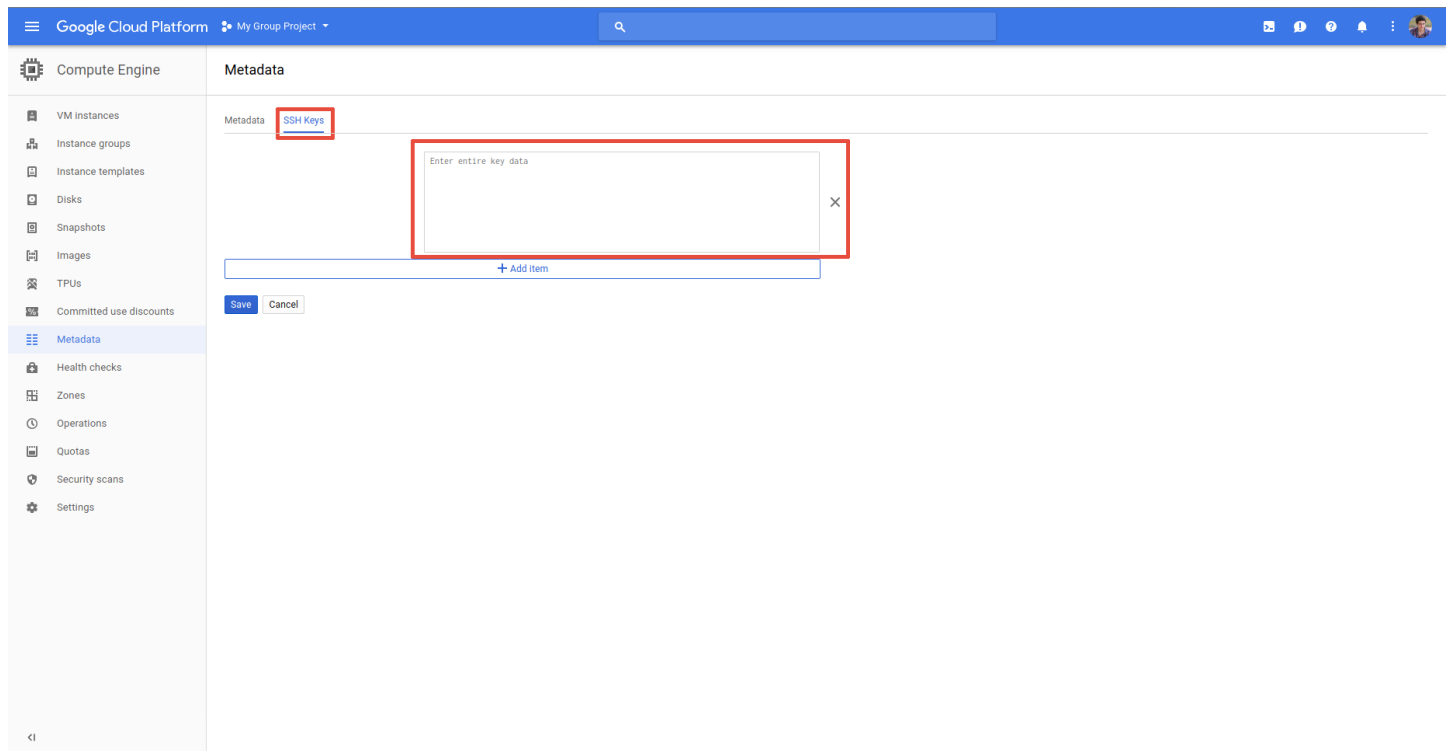 Google Cloud Platform My Group Project
Compute Engine
Metadata
VM instances
Instance groups
Instance templates
Disks
Snapshots
Images
TPUs
Committed use discounts
Metadata
Health checks
Zones
Operations
Quotas
Security scans
Settings
Metadata SSH Keys
Enter entire key data
+ Add item
Save Cancel